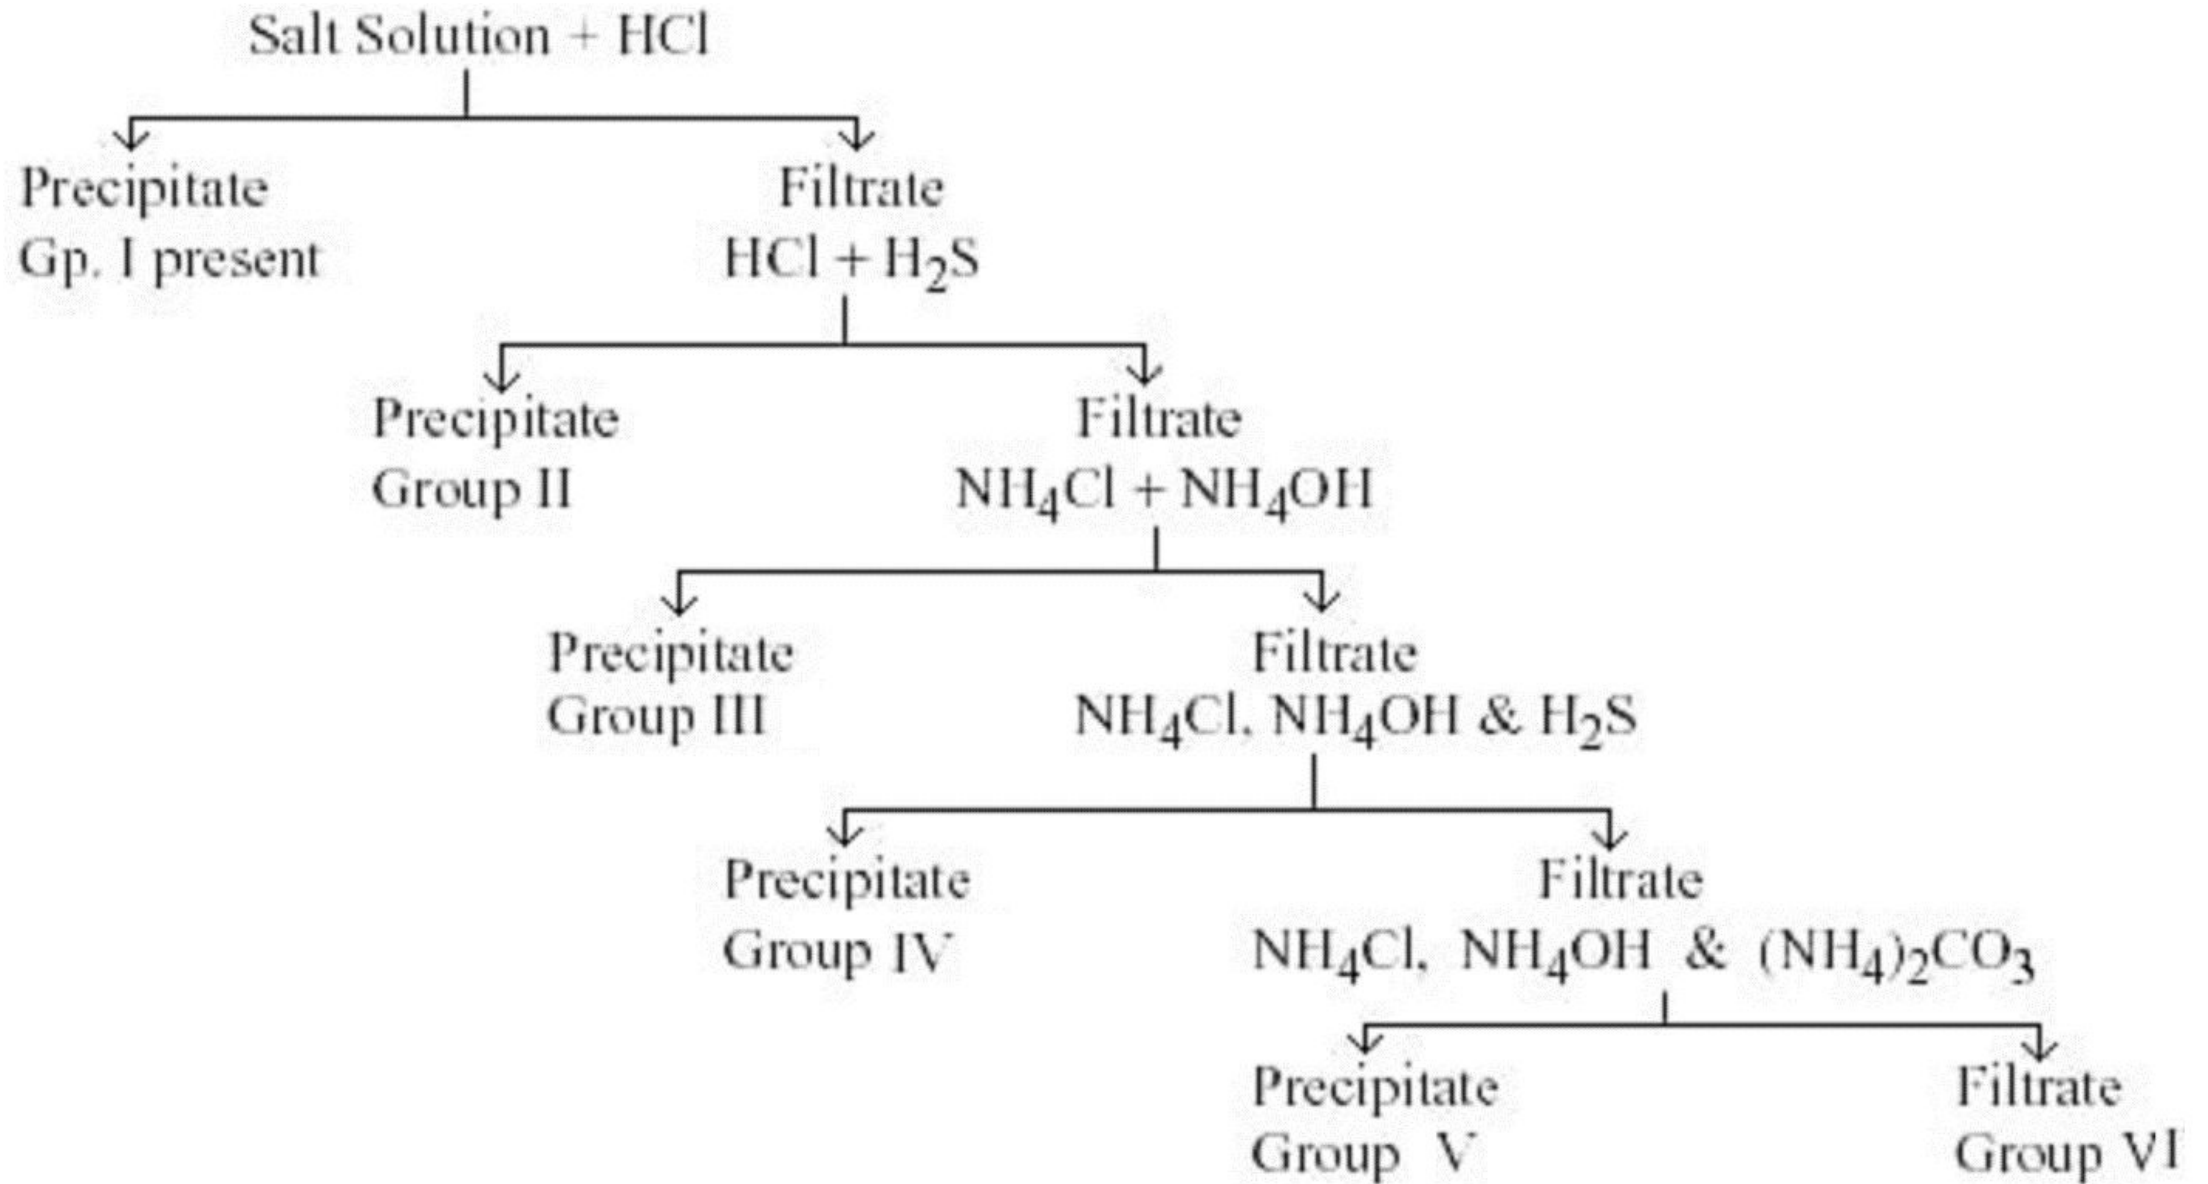 Salt Solution + HCl
Precipitate
Gp. I present
Filtrate
HCl + H₂S
Precipitate
Group II
Filtrate
NH₄Cl + NH₄OH
Precipitate
Group III
Filtrate
NH₄Cl, NH₄OH & H₂S
Precipitate
Group IV
Filtrate
NH₄Cl, NH₄OH & (NH₄)₂CO₃
Precipitate
Group V
Filtrate
Group VI